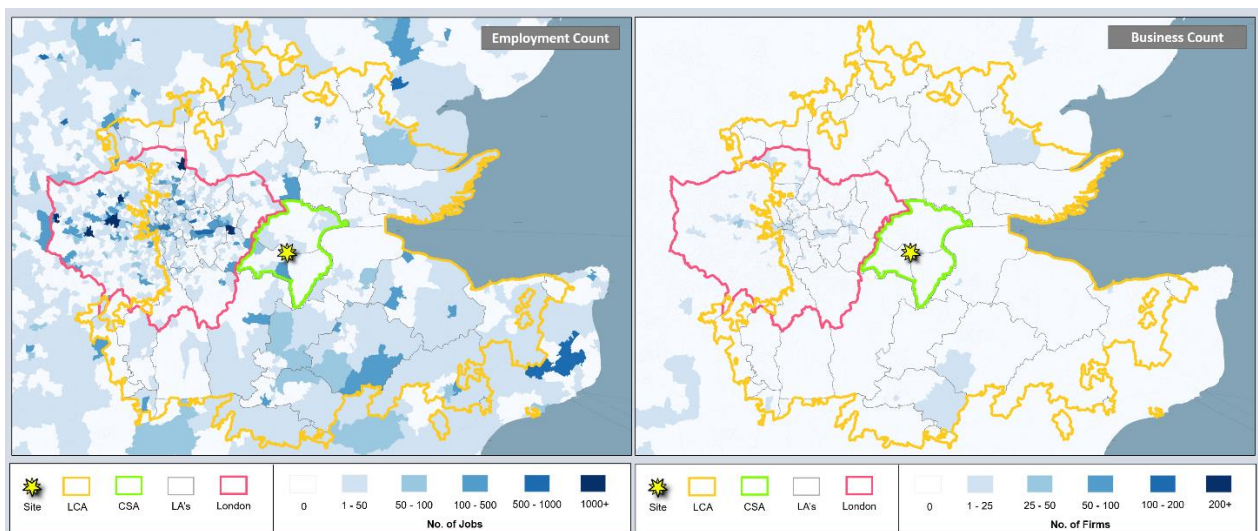 Employment Count
Business Count
Site LCA CSA LA's London 0 1 - 50 50 - 100 100 - 500 500 - 1000 1000+
No. of Jobs
Site LCA CSA LA's London 0 1 - 25 25 - 50 50 - 100 100 - 200 200+
No. of Firms